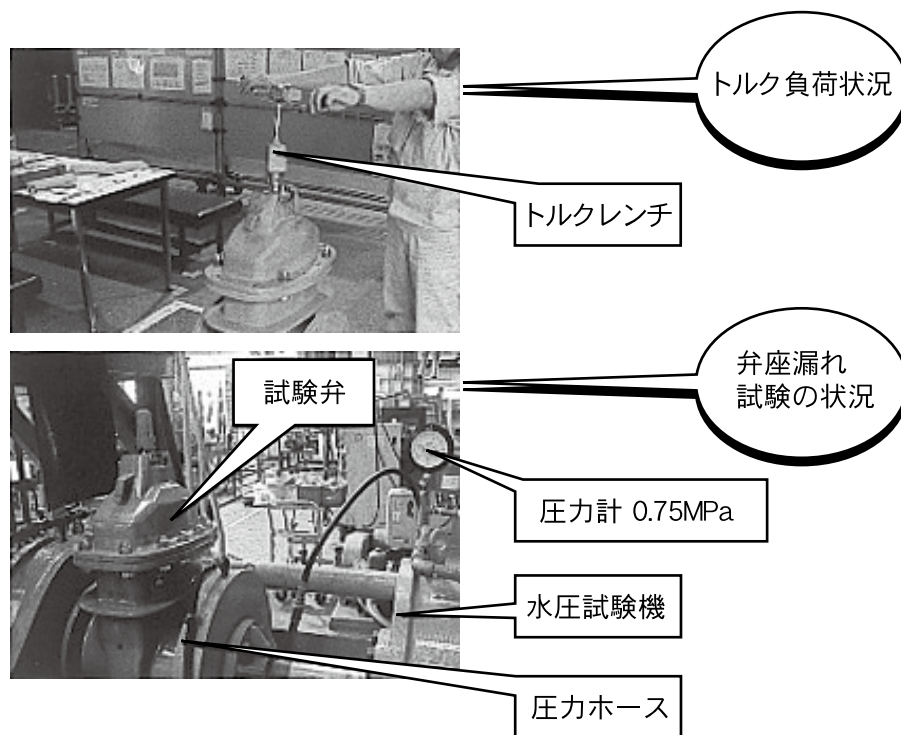 トルク負荷状況
トルクレンチ
弁座漏れ
試験の状況
試験弁
圧力計 0.75MPa
水圧試験機
圧力ホース